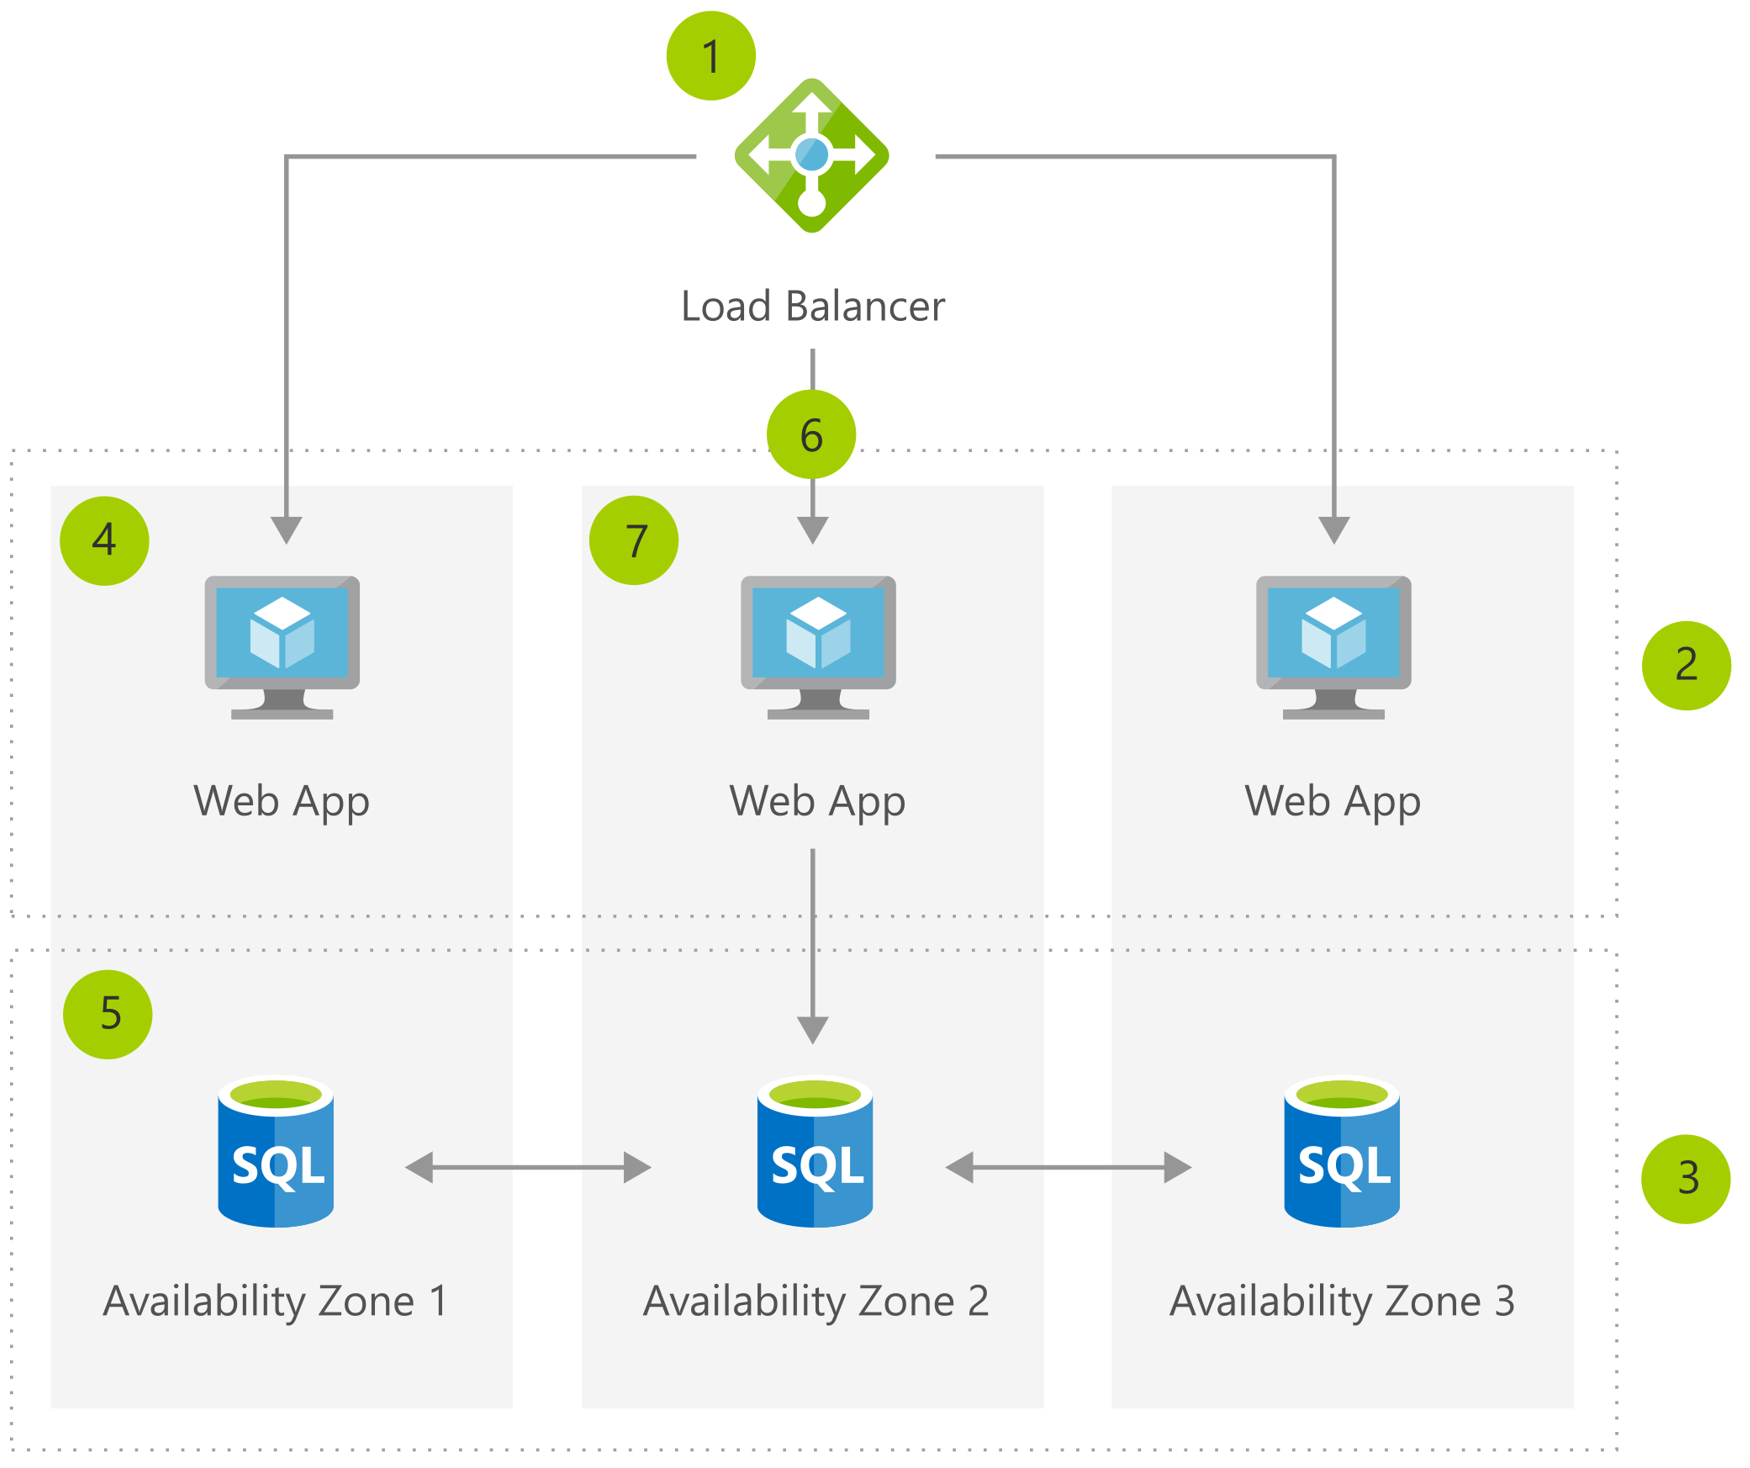 1
Load Balancer
6
4
7
2
Web App
Web App
Web App
5
SQL
SQL
SQL
3
Availability Zone 1
Availability Zone 2
Availability Zone 3